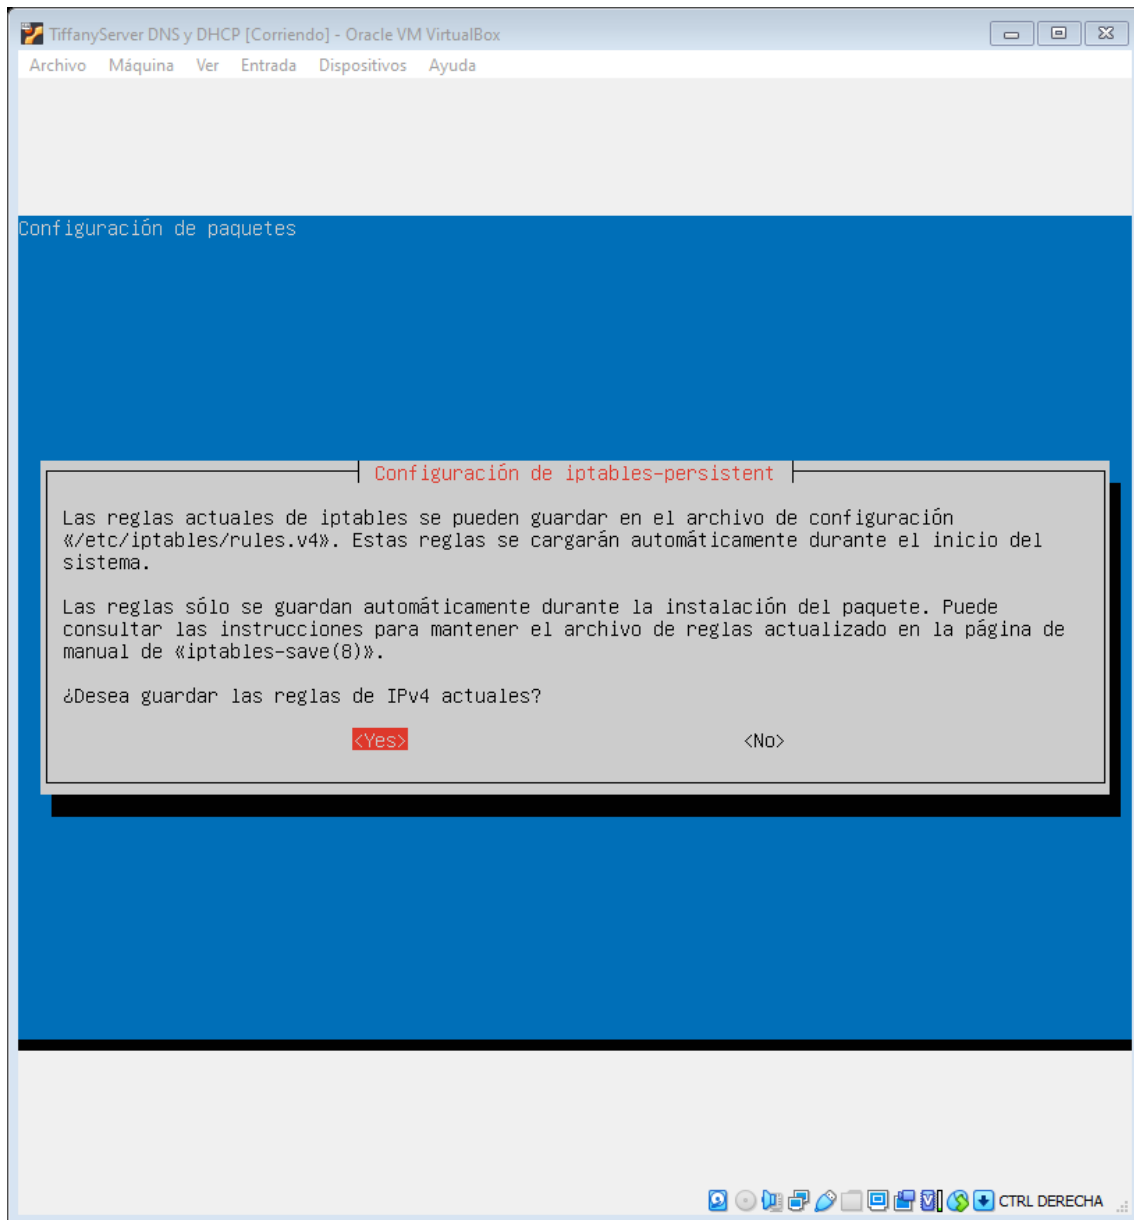 TiffanyServer DNS y DHCP [Corriendo] - Oracle VM VirtualBox
Archivo Máquina Ver Entrada Dispositivos Ayuda
Configuración de paquetes
Configuración de iptables-persistent
Las reglas actuales de iptables se pueden guardar en el archivo de configuración
«/etc/iptables/rules.v4». Estas reglas se cargarán automáticamente durante el inicio del
sistema.
Las reglas sólo se guardan automáticamente durante la instalación del paquete. Puede
consultar las instrucciones para mantener el archivo de reglas actualizado en la página de
manual de «iptables-save(8)».
¿Desea guardar las reglas de IPv4 actuales?
<Yes> <No>
CTRL DERECHA